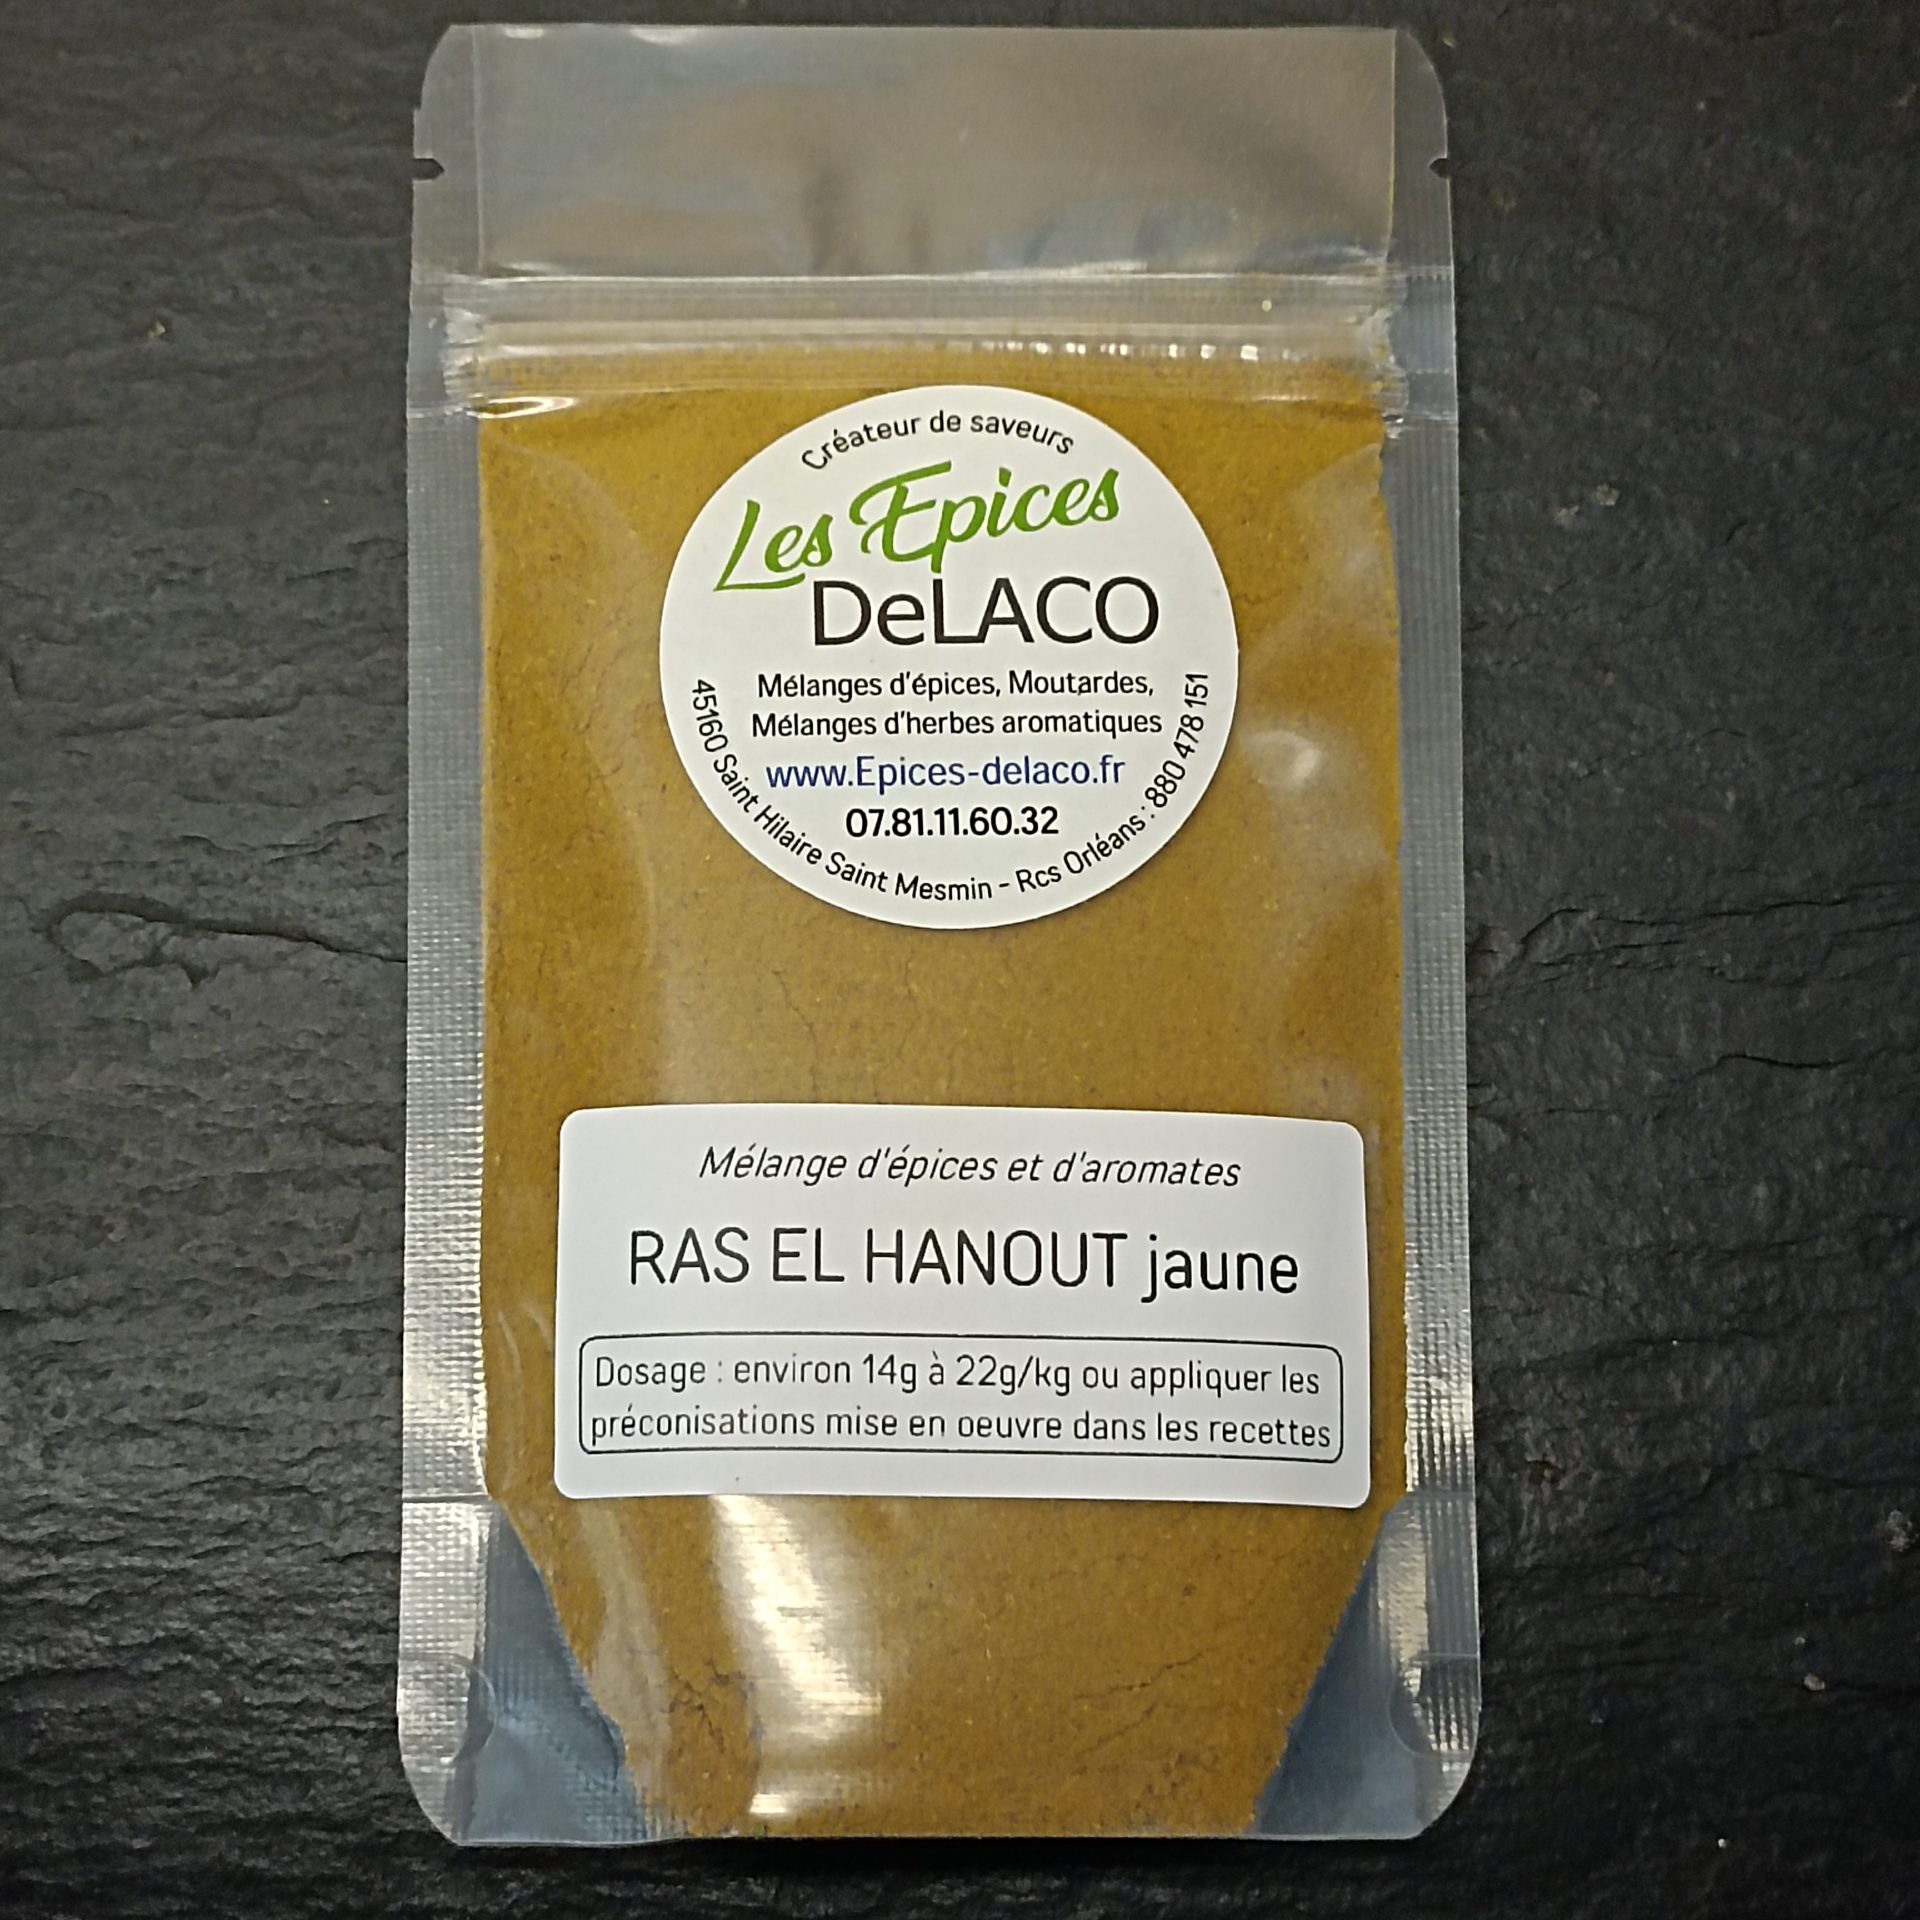 Créateur de saveurs
Les Epices
DeLACO
Mélanges d'épices, Moutardes,
Mélanges d'herbes aromatiques
www.Epices-delaco.fr
07.81.11.60.32
45160 Saint Hilaire Saint Mesmin - Rcs Orléans : 880 478 151
Mélange d'épices et d'aromates
RAS EL HANOUT jaune
Dosage : environ 14g à 22g/kg ou appliquer les
préconisations mise en oeuvre dans les recettes